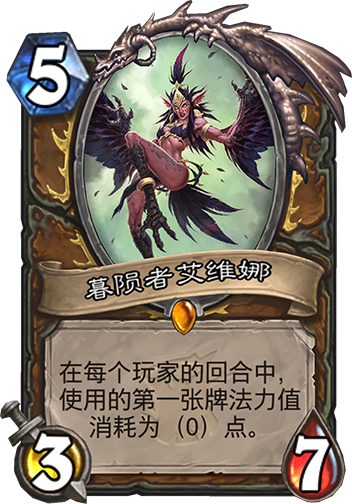 5
暮陨者艾维娜
在每个玩家的回合中，
使用的第一张牌法力值
消耗为（0）点。
3
7